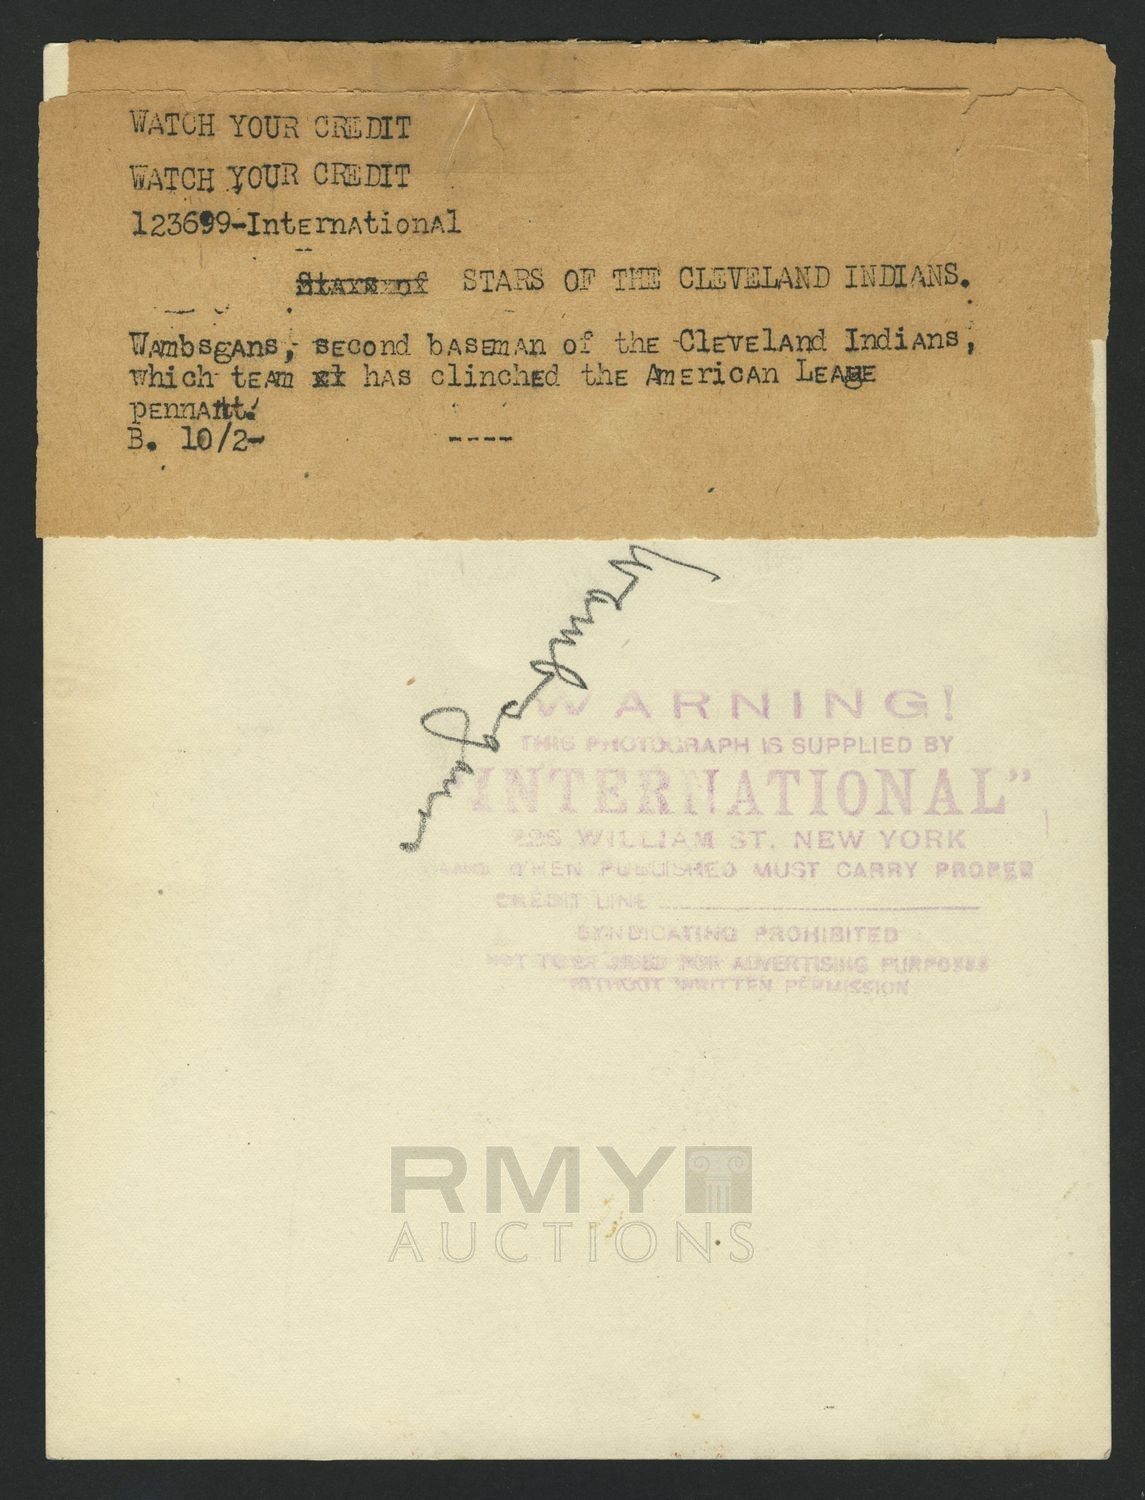 WATCH YOUR CREDIT
WATCH YOUR CREDIT
123699-International
Stars of STARS OF THE CLEVELAND INDIANS.
Wambsgans, second baseman of the Cleveland Indians,
which team has clinched the American League
pennant.
B. 10/2-
----
Wambsganss
WARNING!
THIS PHOTOGRAPH IS SUPPLIED BY
"INTERNATIONAL"
226 WILLIAM ST. NEW YORK
AND WHEN PUBLISHED MUST CARRY PROPER
CREDIT LINE
SYNDICATING PROHIBITED
NOT TO BE USED FOR ADVERTISING PURPOSES
WITHOUT WRITTEN PERMISSION
RMY
AUCTIONS